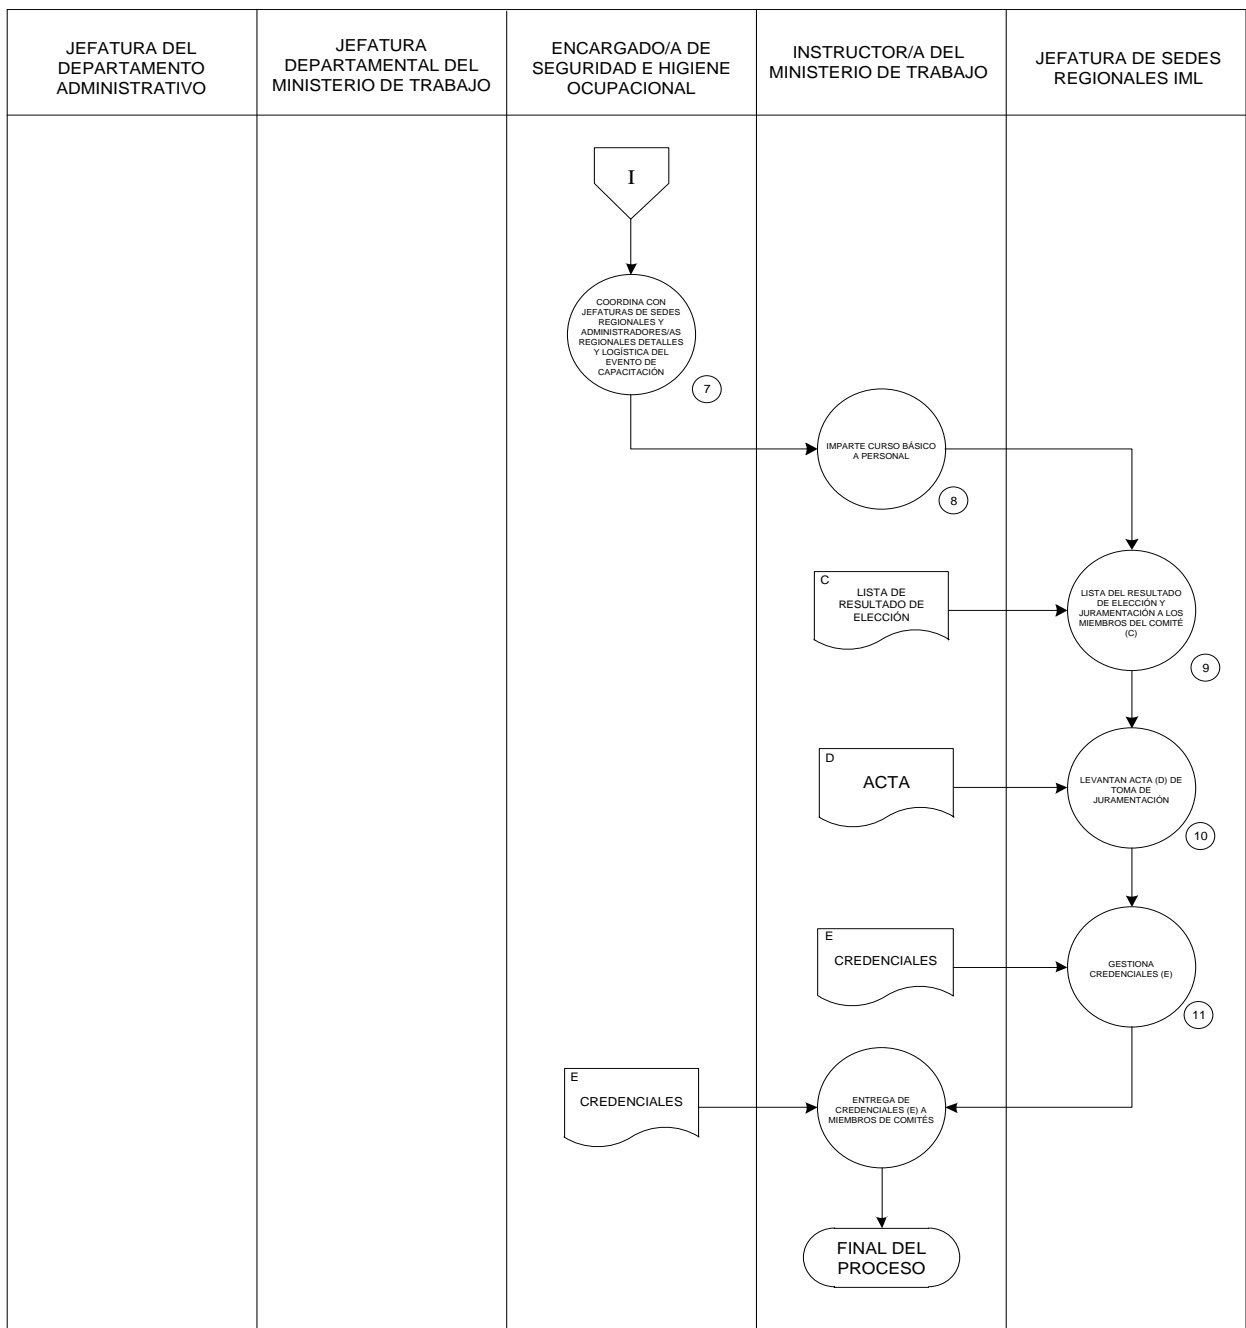 JEFATURA DEL
DEPARTAMENTO
ADMINISTRATIVO
JEFATURA
DEPARTAMENTAL DEL
MINISTERIO DE TRABAJO
ENCARGADO/A DE
SEGURIDAD E HIGIENE
OCUPACIONAL
INSTRUCTOR/A DEL
MINISTERIO DE TRABAJO
JEFATURA DE SEDES
REGIONALES IML
I
COORDINA CON
JEFATURAS DE SEDES
REGIONALES Y
ADMINISTRADORES/AS
REGIONALES DETALLES
Y LOGÍSTICA DEL
EVENTO DE
CAPACITACIÓN
7
IMPARTE CURSO BÁSICO
A PERSONAL
8
C
LISTA DE
RESULTADO DE
ELECCIÓN
LISTA DEL RESULTADO
DE ELECCIÓN Y
JURAMENTACIÓN A LOS
MIEMBROS DEL COMITÉ
(C)
9
D
ACTA
LEVANTAN ACTA (D) DE
TOMA DE
JURAMENTACIÓN
10
E
CREDENCIALES
GESTIONA
CREDENCIALES (E)
11
E
CREDENCIALES
ENTREGA DE
CREDENCIALES (E) A
MIEMBROS DE COMITÉS
FINAL DEL
PROCESO